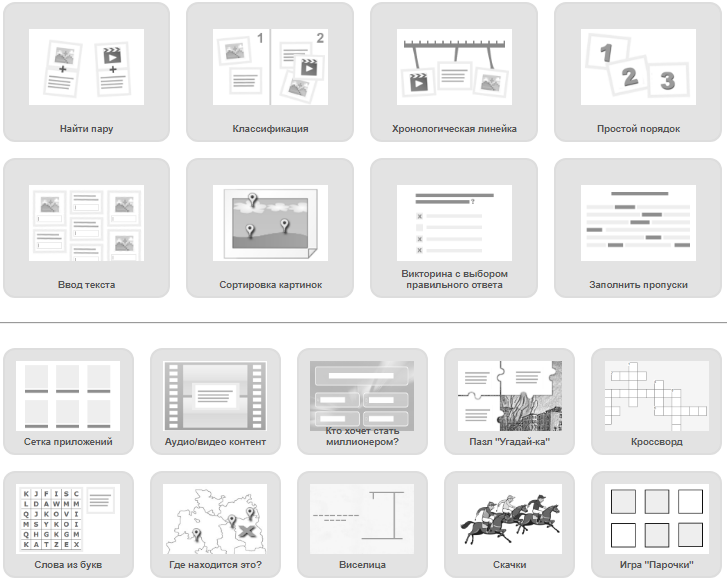 1 2
1 2 3
Найти пару
Классификация
Хронологическая линейка
Простой порядок
?
Ввод текста
Сортировка картинок
Викторина с выбором
правильного ответа
Заполнить пропуски
Сетка приложений
Аудио/видео контент
Кто хочет стать
миллионером?
Пазл "Угадай-ка"
Кроссворд
K J F I S C
L D A W M M
Q J K O V I
M S Y K O I
Q H G K G M
K A T Z E X
Слова из букв
Где находится это?
Виселица
Скачки
Игра "Парочки"